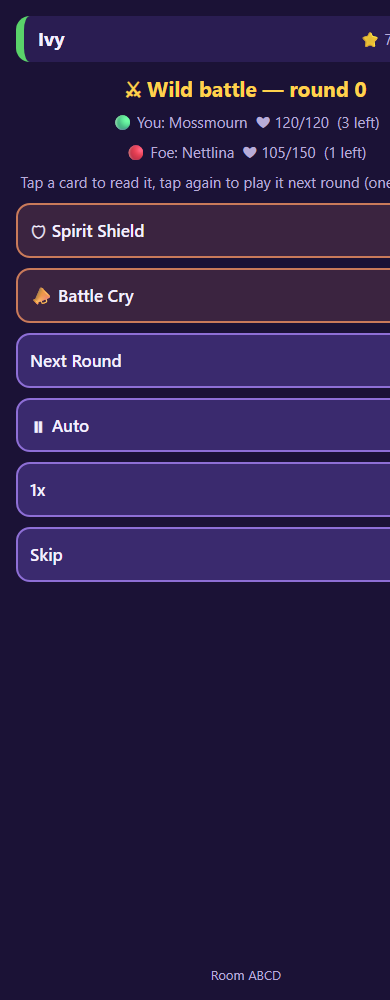 Ivy ⭐ 7
⚔ Wild battle — round 0
You: Mossmourn ♥ 120/120 (3 left)
Foe: Nettlina ♥ 105/150 (1 left)
Tap a card to read it, tap again to play it next round (one
Spirit Shield
Battle Cry
Next Round
⏸ Auto
1x
Skip
Room ABCD